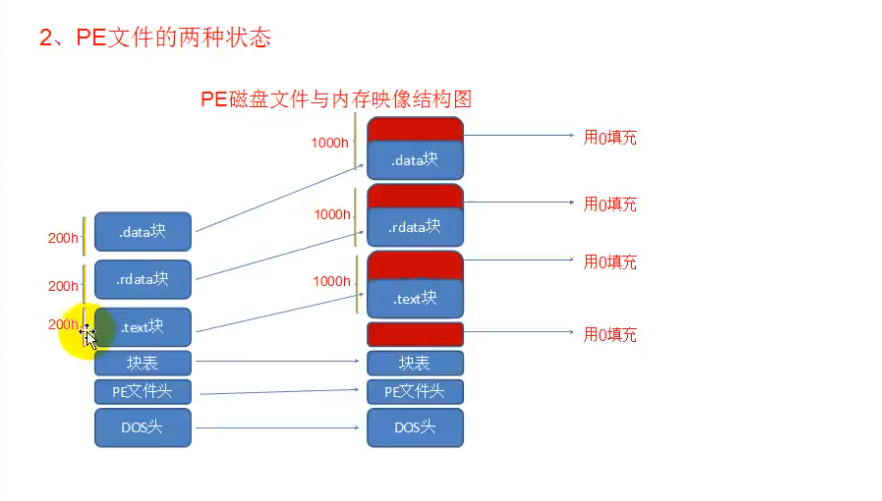 2、PE文件的两种状态
PE磁盘文件与内存映像结构图
1000h
.data块
用0填充
200h
.data块
1000h
.rdata块
用0填充
200h
.rdata块
1000h
.text块
用0填充
200h
.text块
用0填充
块表
块表
PE文件头
PE文件头
DOS头
DOS头